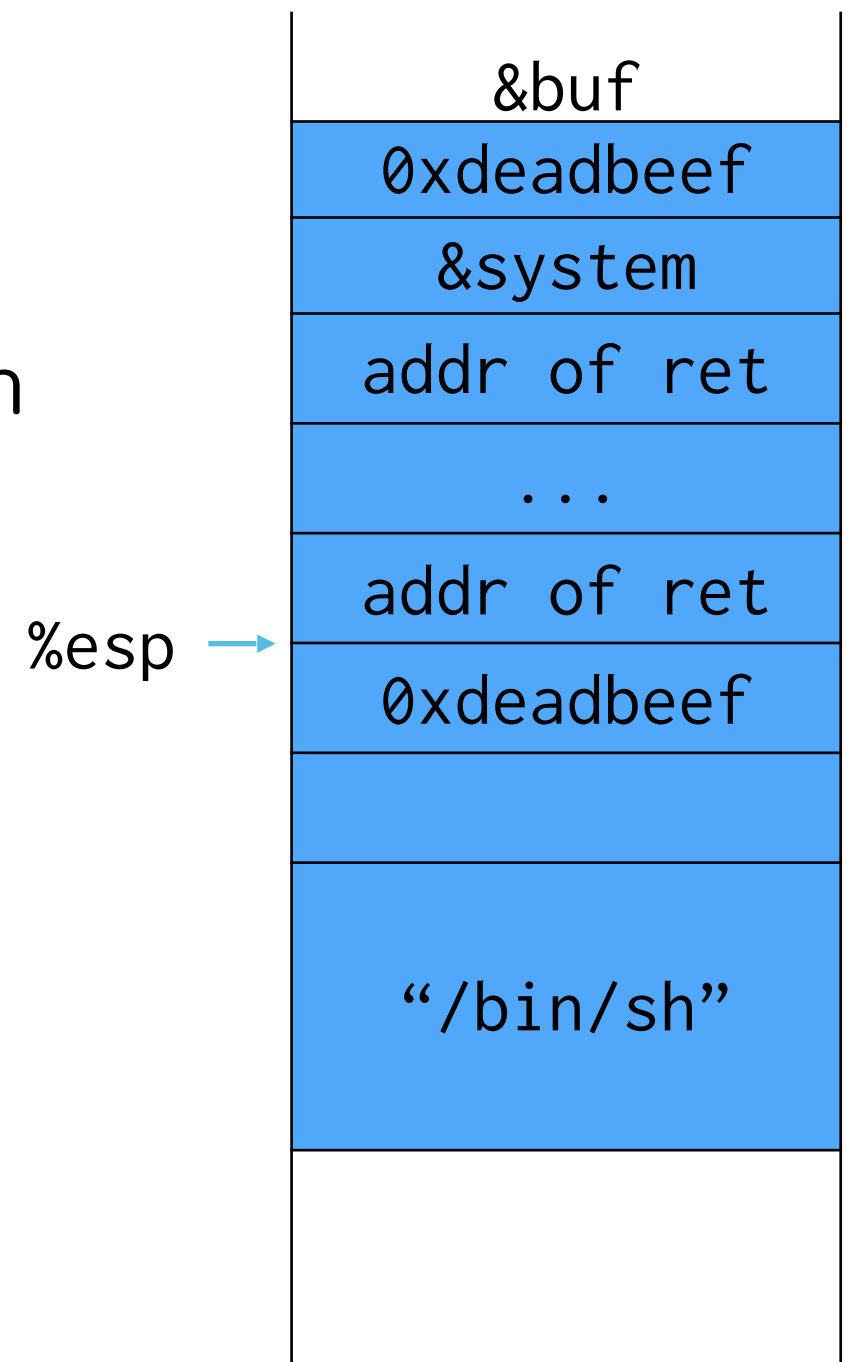 &buf
0xdeadbeef
&system
addr of ret
...
addr of ret
%esp
0xdeadbeef
“/bin/sh”